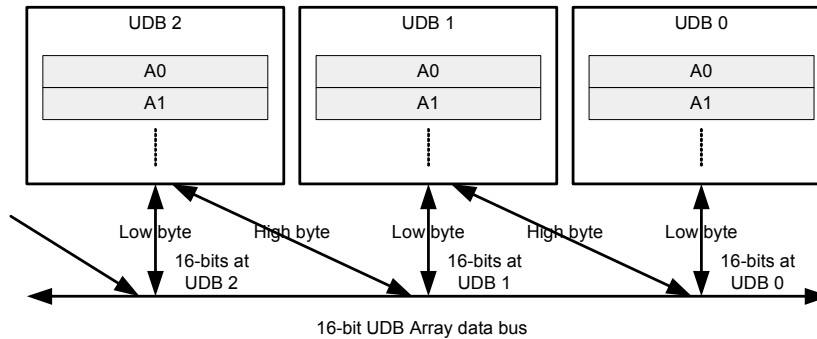 UDB 2 UDB 1 UDB 0
A0 A0 A0
A1 A1 A1
Low byte High byte Low byte High byte Low byte
16-bits at 16-bits at 16-bits at
UDB 2 UDB 1 UDB 0
16-bit UDB Array data bus